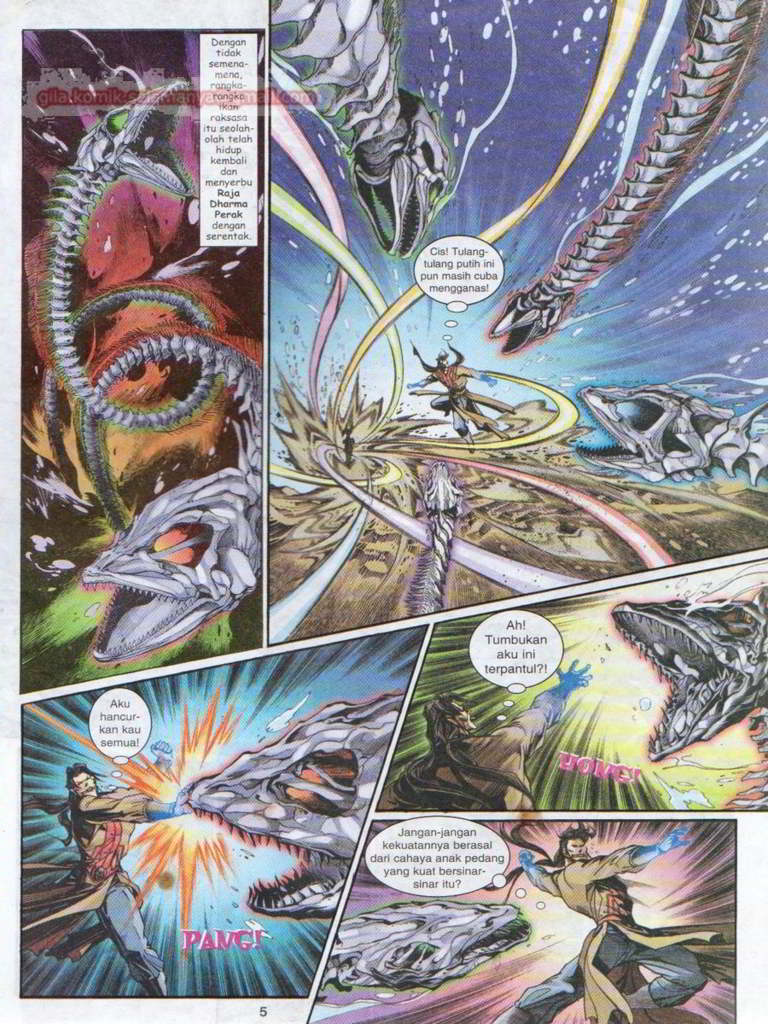 Dengan
tidak
semena-
mena,
rangka-
rangka
ikan
raksasa
itu seolah-
olah telah
hidup
kembali
dan
menyerbu
Raja
Dharma
Perak
dengan
serentak.
Cis! Tulang-
tulang putih ini
pun masih cuba
mengganas!
Aku
hancur-
kan kau
semua!
PANG!
Ah!
Tumbukan
aku ini
terpantul?!
DONG!
Jangan-jangan
kekuatannya berasal
dari cahaya anak pedang
yang kuat bersinar-
sinar itu?
5